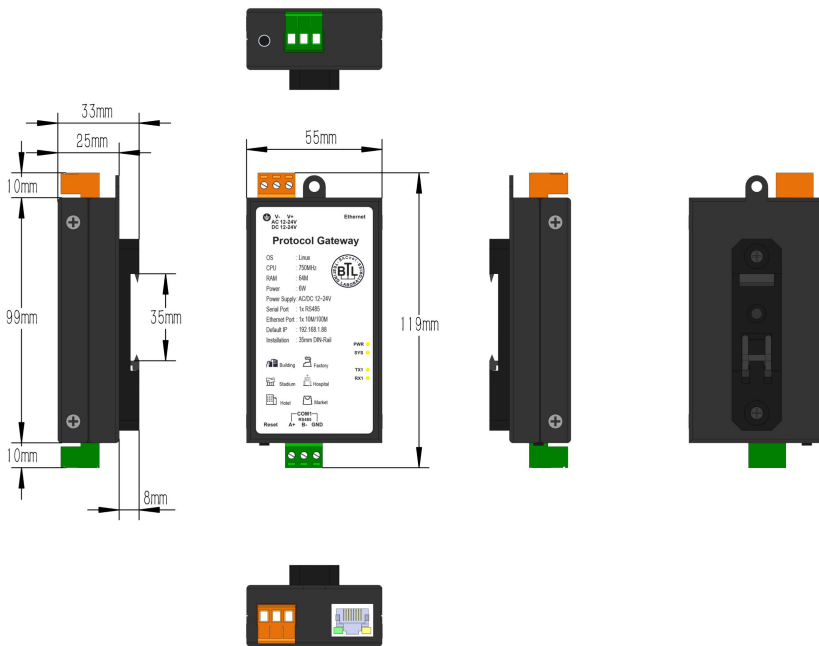 33mm
25mm
55mm
10mm
99mm
35mm
119mm
10mm
8mm
V- V+ Ethernet
AC 12-24V
DC 12-24V
Protocol Gateway
OS : Linux
CPU : 750MHz
RAM : 64M
Power : 6W
Power Supply: AC/DC 12~24V
Serial Port : 1x RS485
Ethernet Port : 1x 10M/100M
Default IP : 192.168.1.88
Installation : 35mm DIN-Rail
BTL
PWR
SYS
TX1
RX1
Building Factory
Stadium Hospital
Hotel Market
COM1
RS485
Reset A+ B- GND